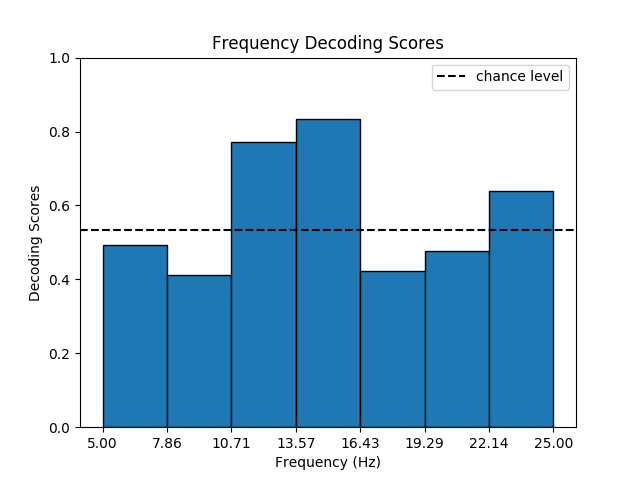 Frequency Decoding Scores
1.0
chance level
0.8
0.6
0.4
0.2
0.0
Decoding Scores
5.00 7.86 10.71 13.57 16.43 19.29 22.14 25.00
Frequency (Hz)